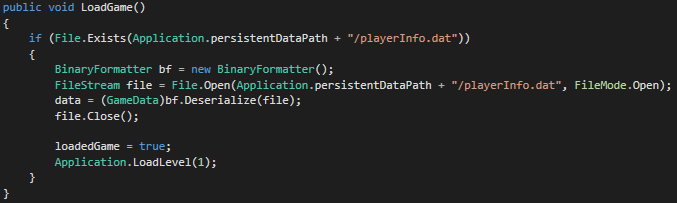 public void LoadGame()
{
    if (File.Exists(Application.persistentDataPath + "/playerInfo.dat"))
    {
        BinaryFormatter bf = new BinaryFormatter();
        FileStream file = File.Open(Application.persistentDataPath + "/playerInfo.dat", FileMode.Open);
        data = (GameData)bf.Deserialize(file);
        file.Close();

        loadedGame = true;
        Application.LoadLevel(1);
    }
}